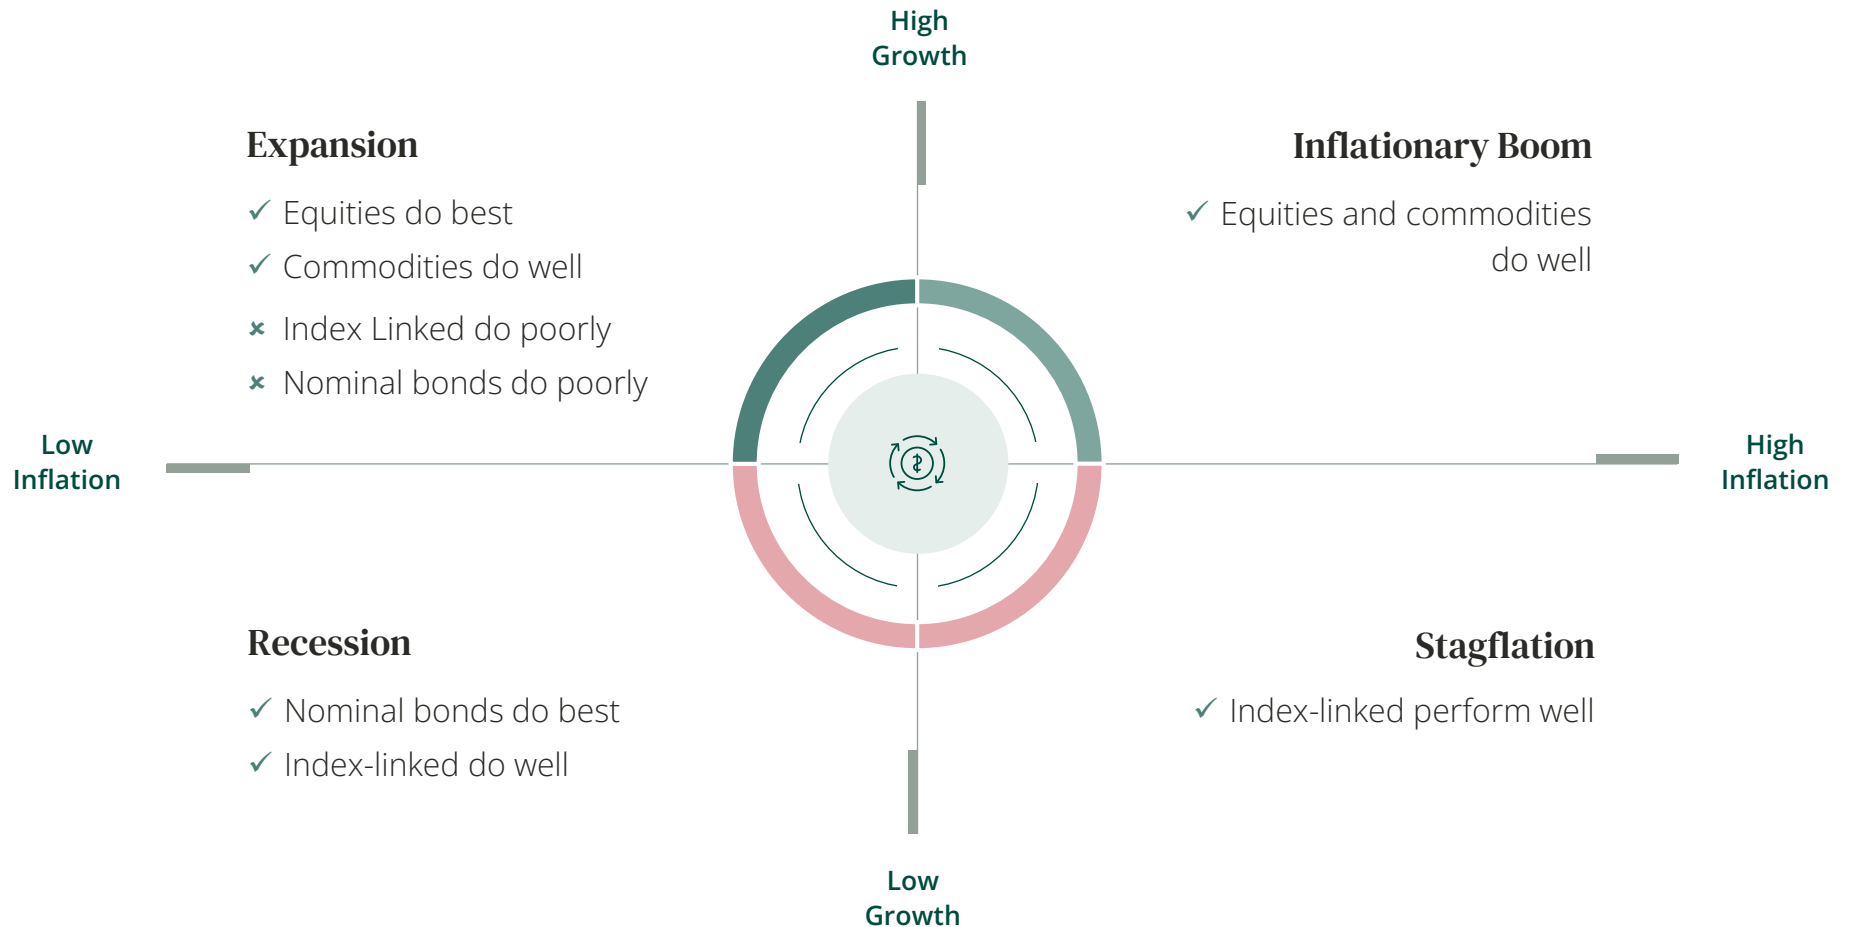 High
Growth
Expansion
✓ Equities do best
✓ Commodities do well
✘ Index Linked do poorly
✘ Nominal bonds do poorly
Inflationary Boom
✓ Equities and commodities
do well
Low
Inflation
High
Inflation
Recession
✓ Nominal bonds do best
✓ Index-linked do well
Stagflation
✓ Index-linked perform well
Low
Growth